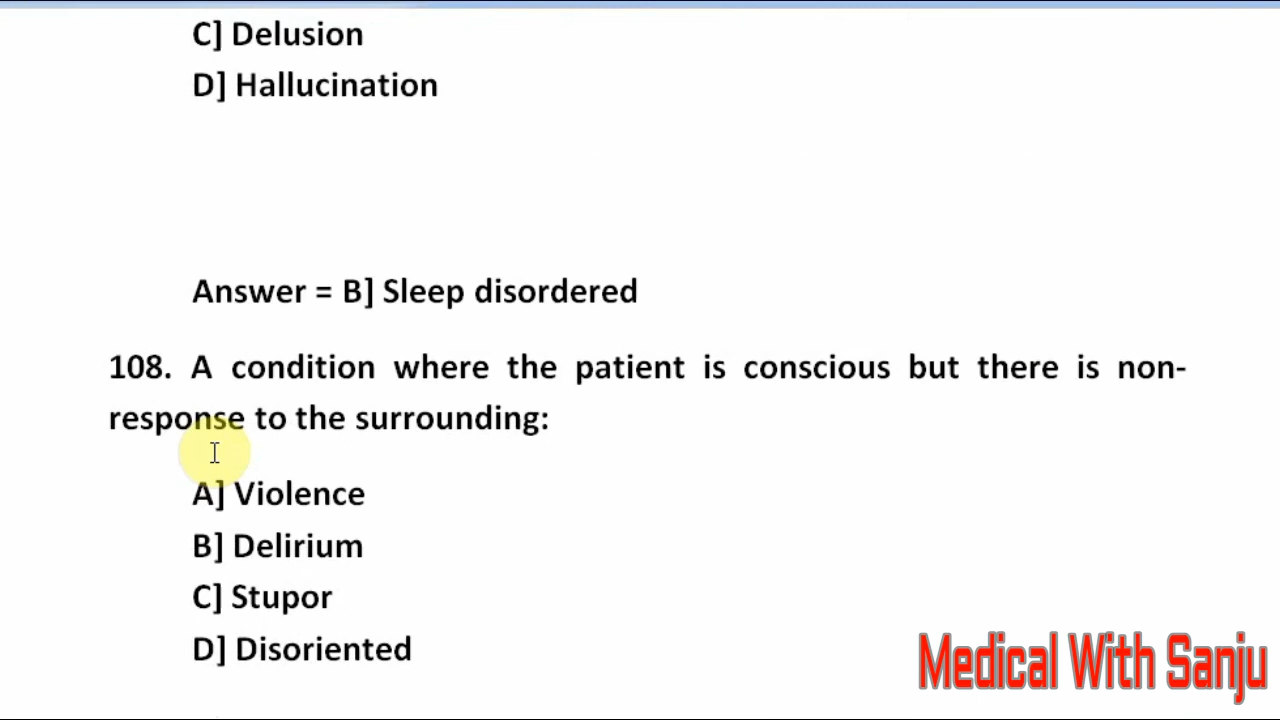 C] Delusion
D] Hallucination
Answer = B] Sleep disordered
108. A condition where the patient is conscious but there is non-
response to the surrounding:
A] Violence
B] Delirium
C] Stupor
D] Disoriented
Medical With Sanju